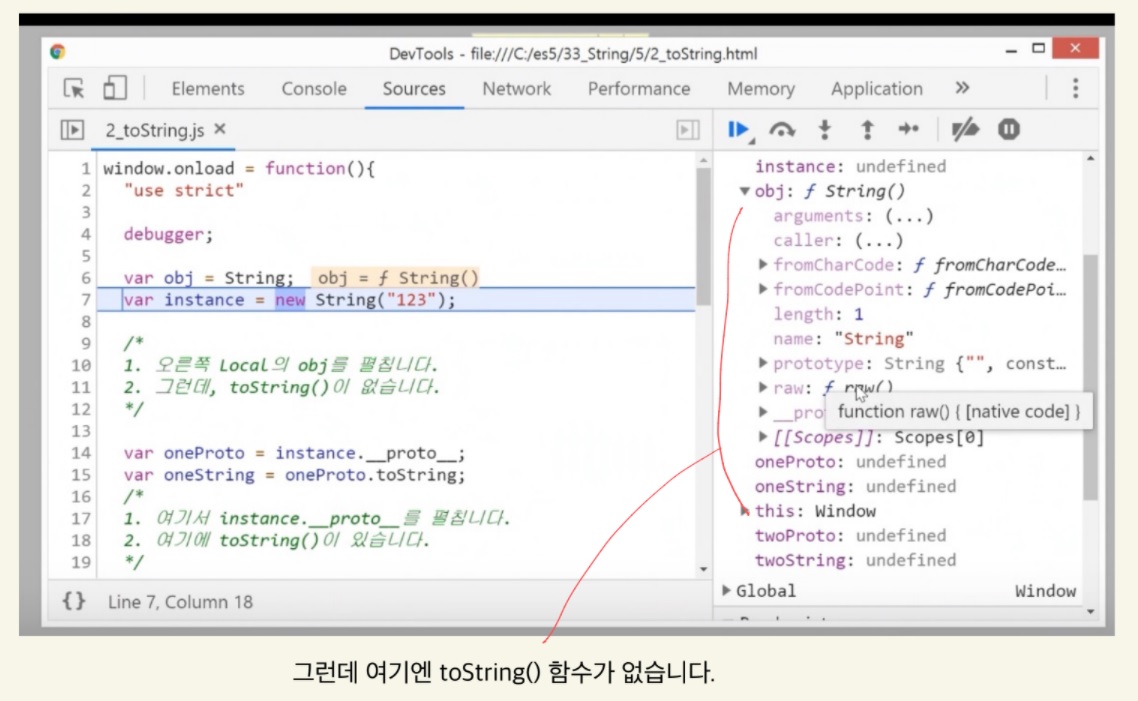 DevTools - file:///C:/es5/33_String/5/2_toString.html
Elements Console Sources Network Performance Memory Application »
2_toString.js ×
1 window.onload = function(){
2 "use strict"
3
4 debugger;
5
6 var obj = String; obj = ƒ String()
7 var instance = new String("123");
8
9 /*
10 1. 오른쪽 Local의 obj를 펼칩니다.
11 2. 그런데, toString()이 없습니다.
12 */
13
14 var oneProto = instance.__proto__;
15 var oneString = oneProto.toString;
16 /*
17 1. 여기서 instance.__proto__를 펼칩니다.
18 2. 여기에 toString()이 있습니다.
19 */
{} Line 7, Column 18
instance: undefined
▼obj: ƒ String()
arguments: (...)
caller: (...)
▶fromCharCode: ƒ fromCharCode…
▶fromCodePoint: ƒ fromCodePoi…
length: 1
name: "String"
▶prototype: String {"", const…
▶raw: ƒ raw()
▶__pro
function raw() { [native code] }
▶[[Scopes]]: Scopes[0]
oneProto: undefined
oneString: undefined
▶this: Window
twoProto: undefined
twoString: undefined
▶Global Window
그런데 여기엔 toString() 함수가 없습니다.